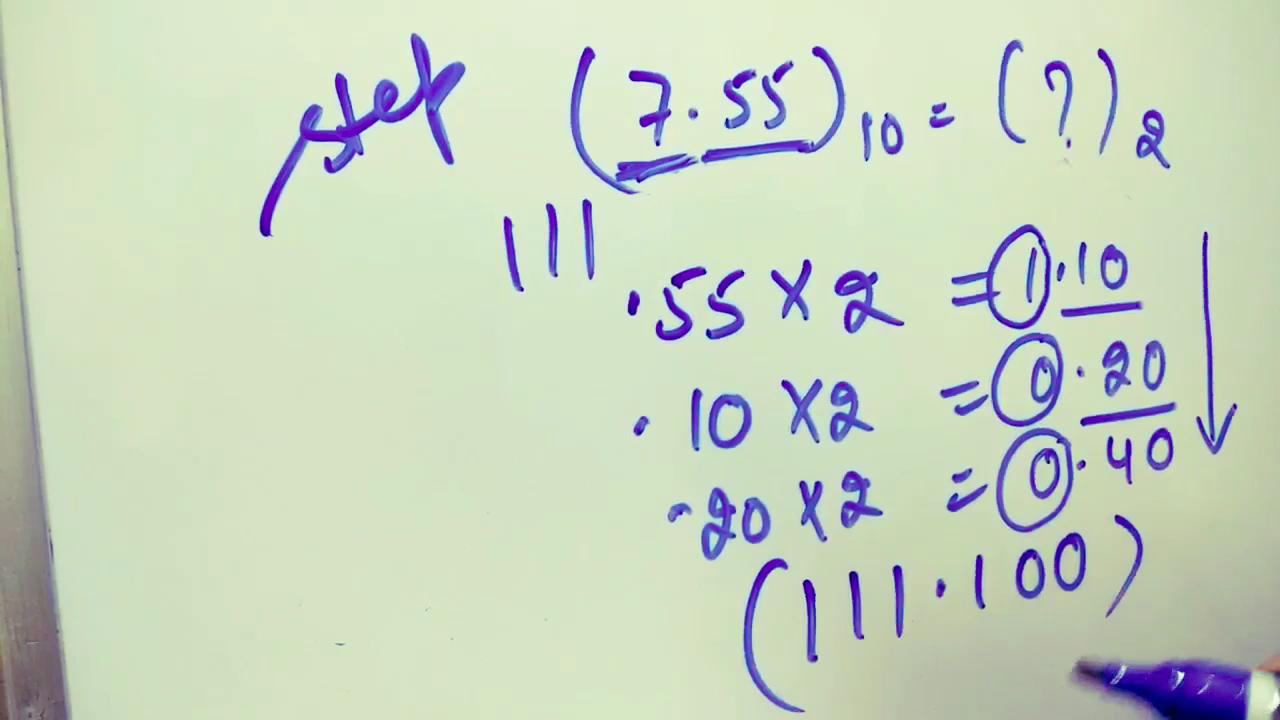 step (7.55)10 = (?)2
111
.55 x 2 = 1.10
.10 x 2 = 0.20
.20 x 2 = 0.40
(111.100)